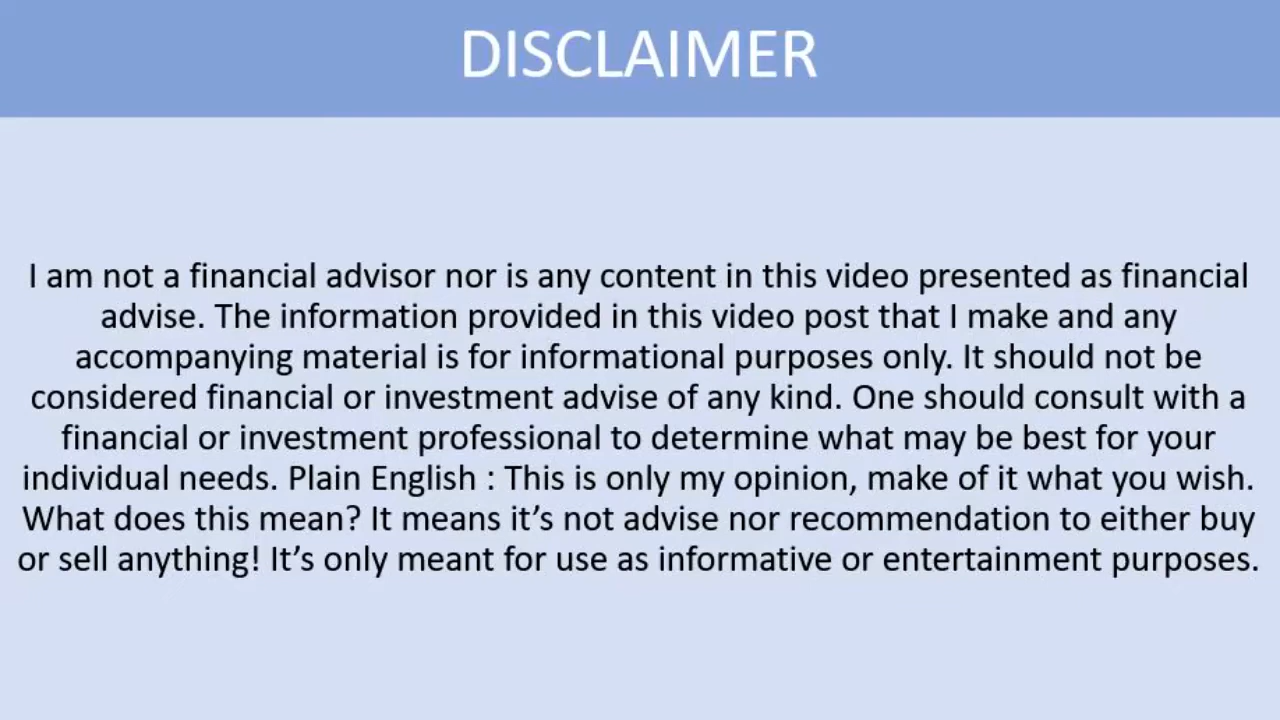 DISCLAIMER
I am not a financial advisor nor is any content in this video presented as financial
advise. The information provided in this video post that I make and any
accompanying material is for informational purposes only. It should not be
considered financial or investment advise of any kind. One should consult with a
financial or investment professional to determine what may be best for your
individual needs. Plain English : This is only my opinion, make of it what you wish.
What does this mean? It means it’s not advise nor recommendation to either buy
or sell anything! It’s only meant for use as informative or entertainment purposes.